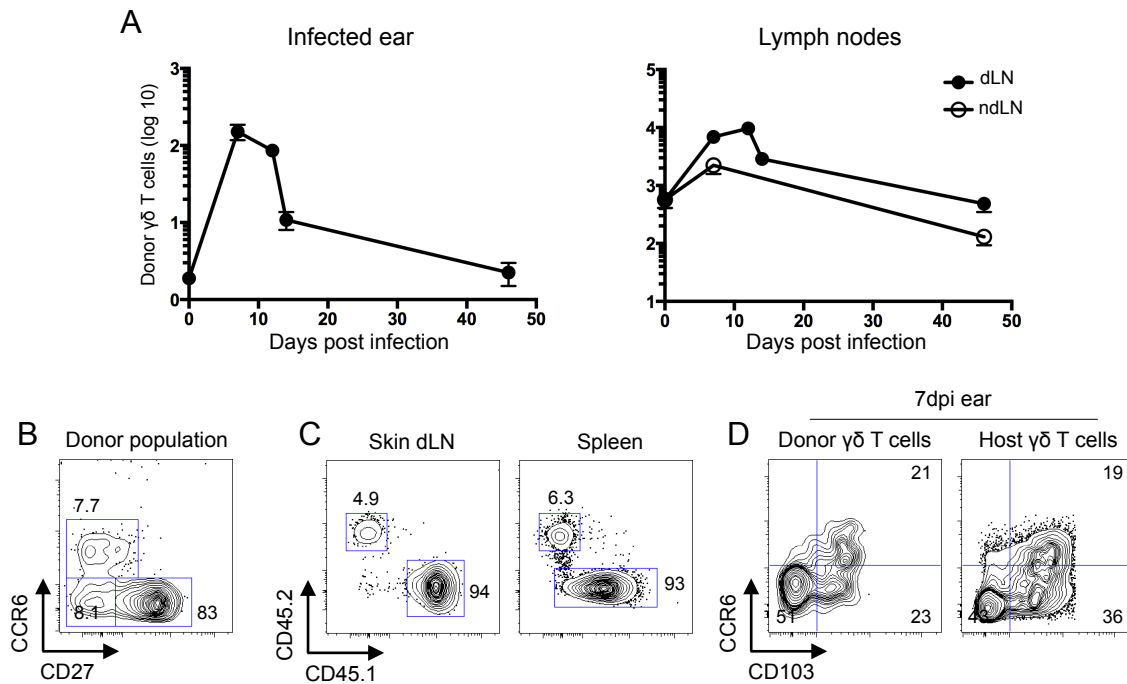 A
Infected ear
Lymph nodes
Donor γδ T cells (log 10)
3
2
1
0
0 10 20 30 40 50
Days post infection
5
4
3
2
1
0 10 20 30 40 50
Days post infection
dLN
ndLN
B
Donor population
7.7
8.1
83
CCR6
CD27
C
Skin dLN
Spleen
4.9
94
6.3
93
CD45.2
CD45.1
D
7dpi ear
Donor γδ T cells
Host γδ T cells
21
51
23
19
36
CCR6
CD103